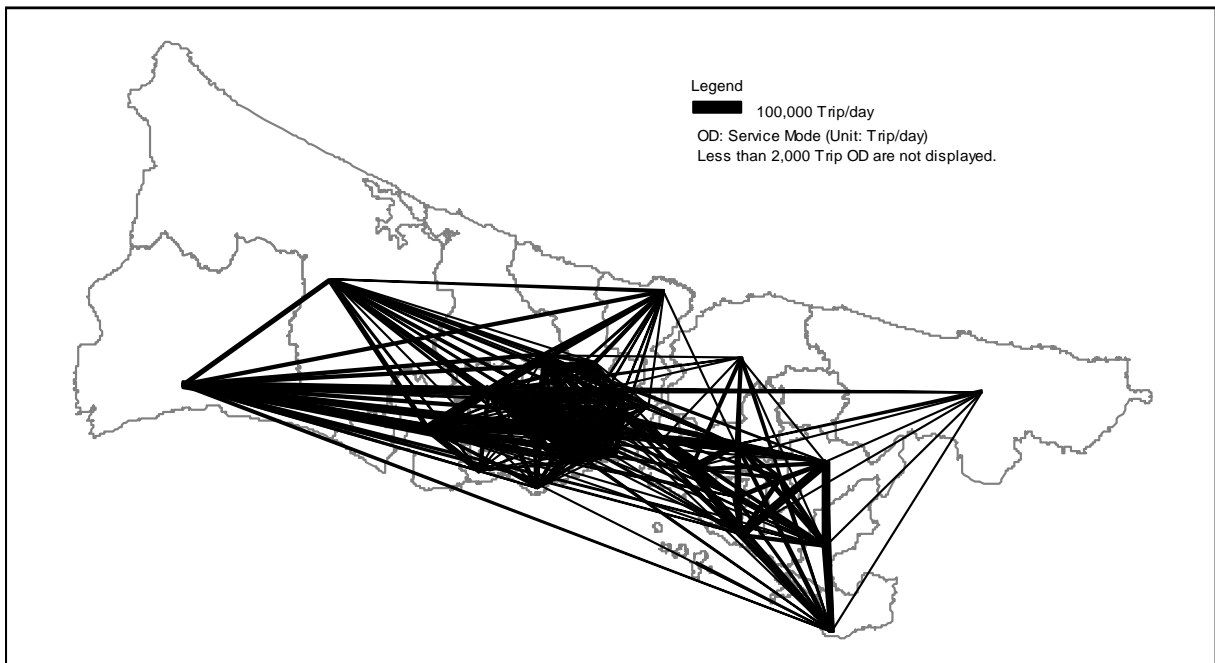 Legend
100,000 Trip/day
OD: Service Mode (Unit: Trip/day)
Less than 2,000 Trip OD are not displayed.